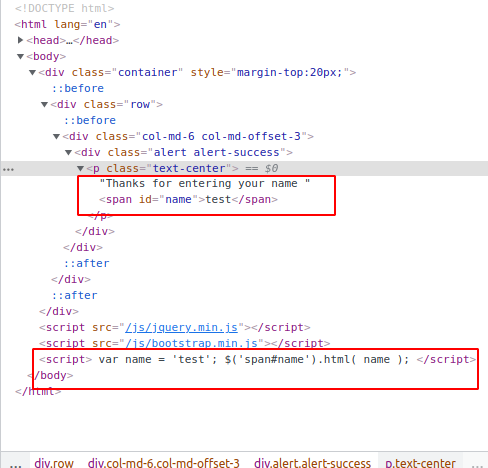 <!DOCTYPE html>
<html lang="en">
<head>…</head>
<body>
<div class="container" style="margin-top:20px;">
::before
<div class="row">
::before
<div class="col-md-6 col-md-offset-3">
<div class="alert alert-success">
… <p class="text-center"> == $0
"Thanks for entering your name "
<span id="name">test</span>
</p>
</div>
</div>
::after
</div>
::after
</div>
<script src="/js/jquery.min.js"></script>
<script src="/js/bootstrap.min.js"></script>
<script> var name = 'test'; $('span#name').html( name ); </script>
</body>
</html>
… div.row div.col-md-6.col-md-offset-3 div.alert.alert-success p.text-center …